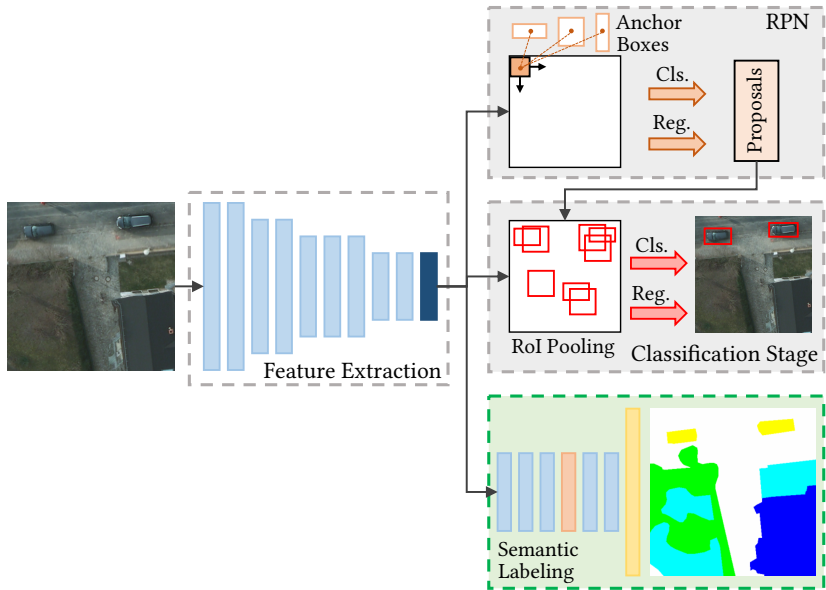 Anchor
Boxes
RPN
Cls.
Reg.
Proposals
Cls.
Reg.
RoI Pooling
Classification Stage
Feature Extraction
Semantic
Labeling